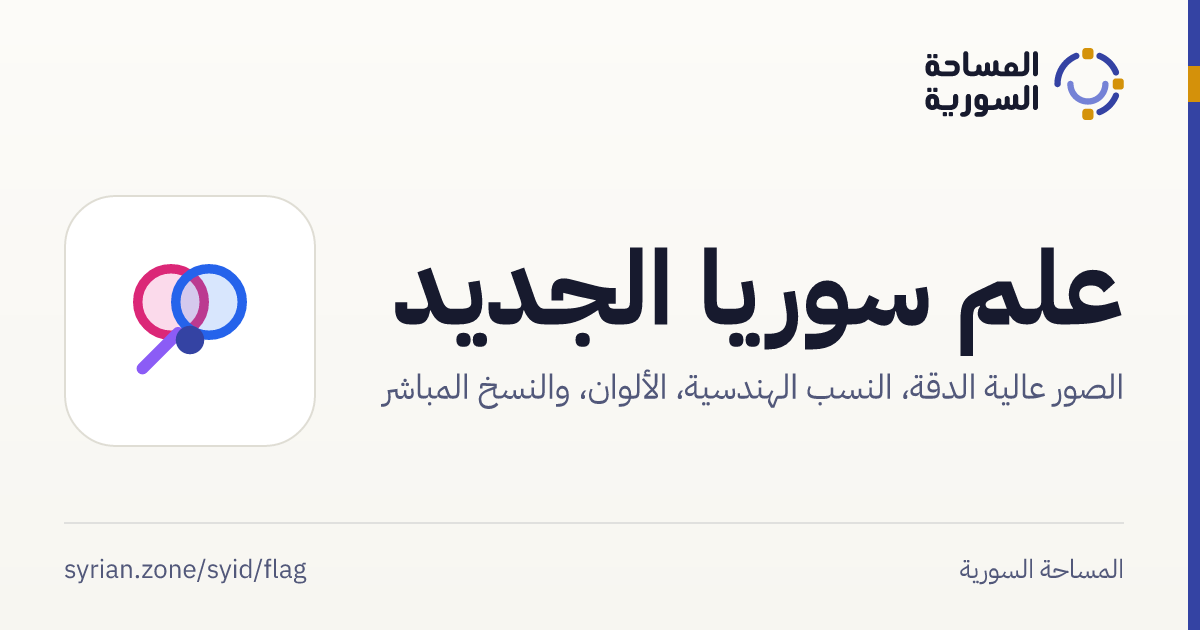 المساحة
السورية
علم سوريا الجديد
الصور عالية الدقة، النسب الهندسية، الألوان، والنسخ المباشر
المساحة السورية
syrian.zone/syid/flag